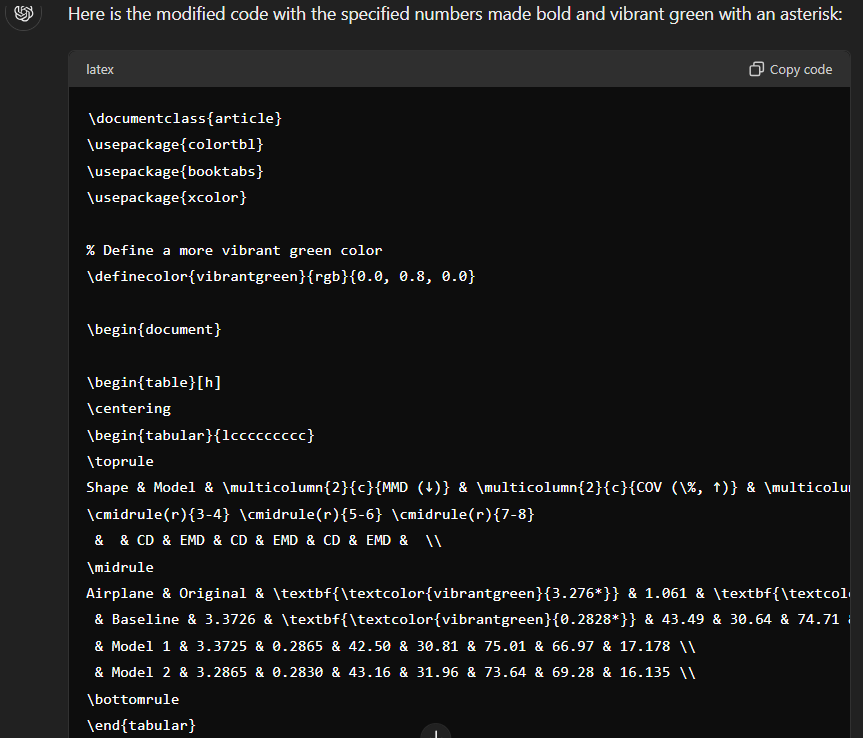 Here is the modified code with the specified numbers made bold and vibrant green with an asterisk:
latex
Copy code
\documentclass{article}
\usepackage{colortbl}
\usepackage{booktabs}
\usepackage{xcolor}
% Define a more vibrant green color
\definecolor{vibrantgreen}{rgb}{0.0, 0.8, 0.0}
\begin{document}
\begin{table}[h]
\centering
\begin{tabular}{lccccccccc}
\toprule
Shape & Model & \multicolumn{2}{c}{MMD (↓)} & \multicolumn{2}{c}{COV (\%, ↑)} & \multicolu
\cmidrule(r){3-4} \cmidrule(r){5-6} \cmidrule(r){7-8}
& & CD & EMD & CD & EMD & CD & EMD & \\
\midrule
Airplane & Original & \textbf{\textcolor{vibrantgreen}{3.276*}} & 1.061 & \textbf{\textcol
& Baseline & 3.3726 & \textbf{\textcolor{vibrantgreen}{0.2828*}} & 43.49 & 30.64 & 74.71 &
& Model 1 & 3.3725 & 0.2865 & 42.50 & 30.81 & 75.01 & 66.97 & 17.178 \\
& Model 2 & 3.2865 & 0.2830 & 43.16 & 31.96 & 73.64 & 69.28 & 16.135 \\
\bottomrule
\end{tabular}